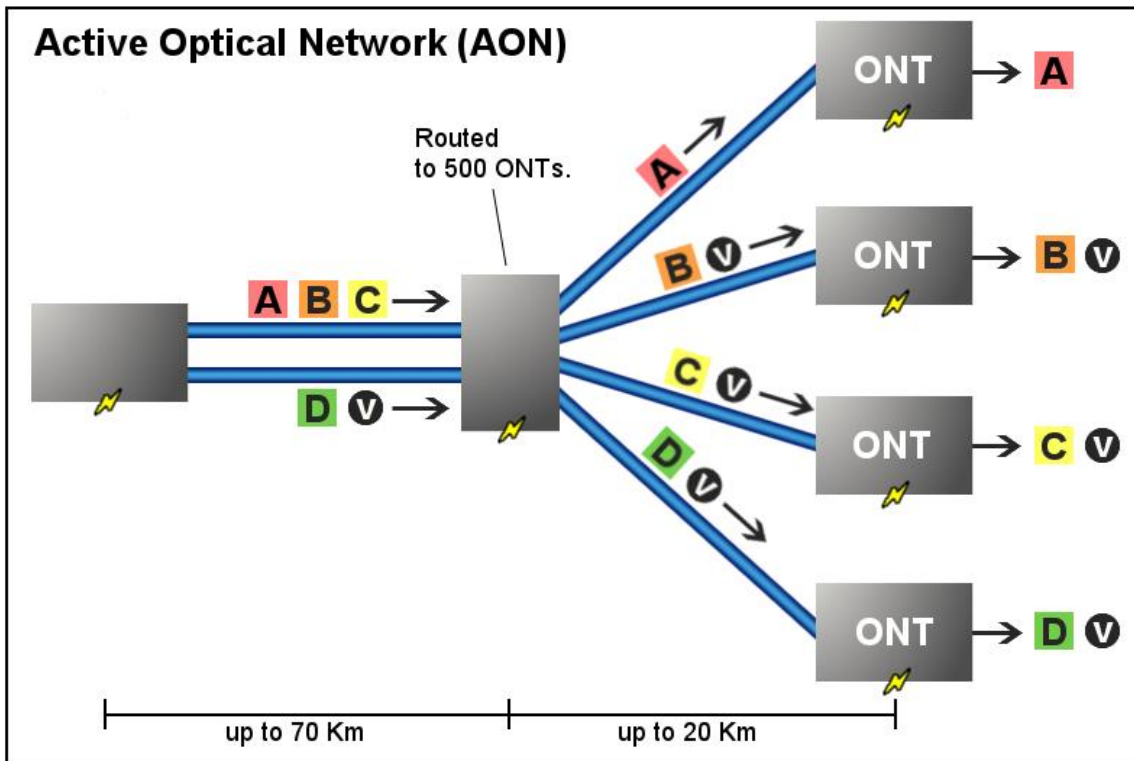 Active Optical Network (AON)
ONT
A
Routed
to 500 ONTs.
A
B V
ONT
B V
A B C
D V
C V
ONT
C V
D V
ONT
D V
up to 70 Km
up to 20 Km